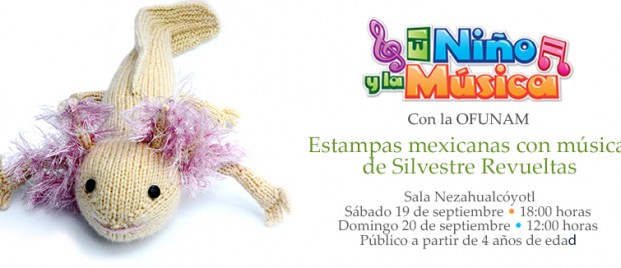 El Niño
y la Música
Con la OFUNAM
Estampas mexicanas con música
de Silvestre Revueltas
Sala Nezahualcóyotl
Sábado 19 de septiembre • 18:00 horas
Domingo 20 de septiembre • 12:00 horas
Público a partir de 4 años de edad